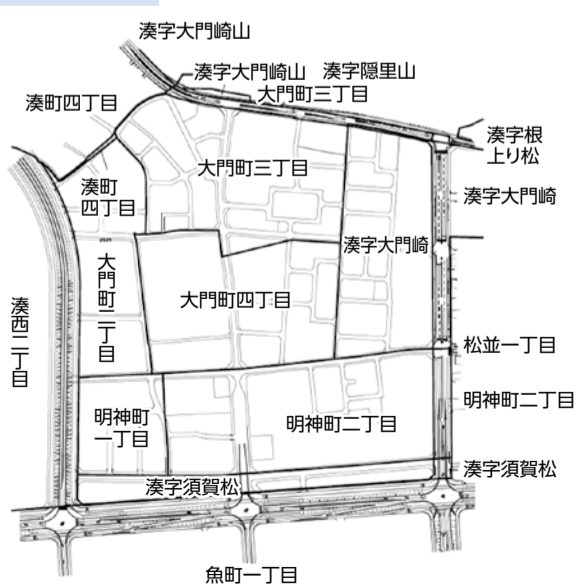 湊字大門崎山
湊字大門崎山
湊字隠里山
大門町三丁目
湊町四丁目
湊字根
上り松
大門町三丁目
湊町
四丁目
湊字大門崎
湊字大門崎
大門町二丁目
大門町四丁目
湊西二丁目
松並一丁目
明神町二丁目
明神町
一丁目
明神町二丁目
湊字須賀松
湊字須賀松
魚町一丁目